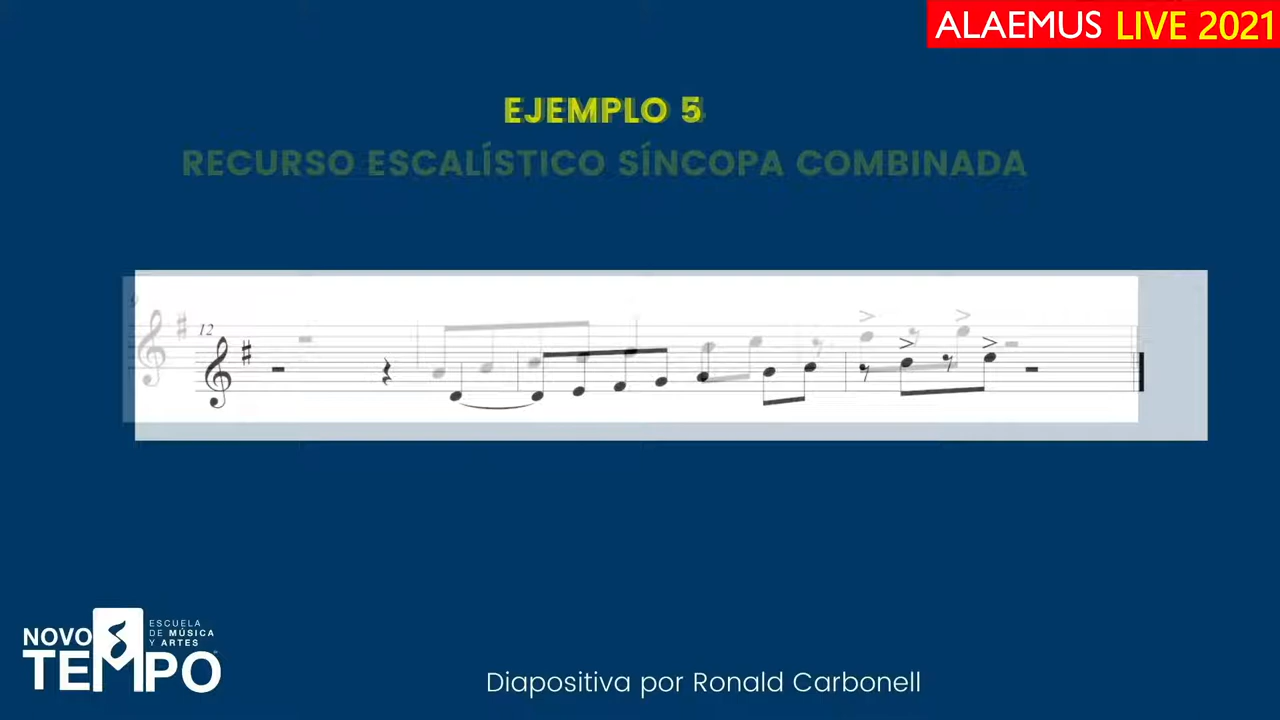 ALAEMUS LIVE 2021
EJEMPLO 5
RECURSO ESCALÍSTICO SÍNCOPA COMBINADA
12
NOVO
TEMPO
ESCUELA
DE MÚSICA
Y ARTES
Diapositiva por Ronald Carbonell